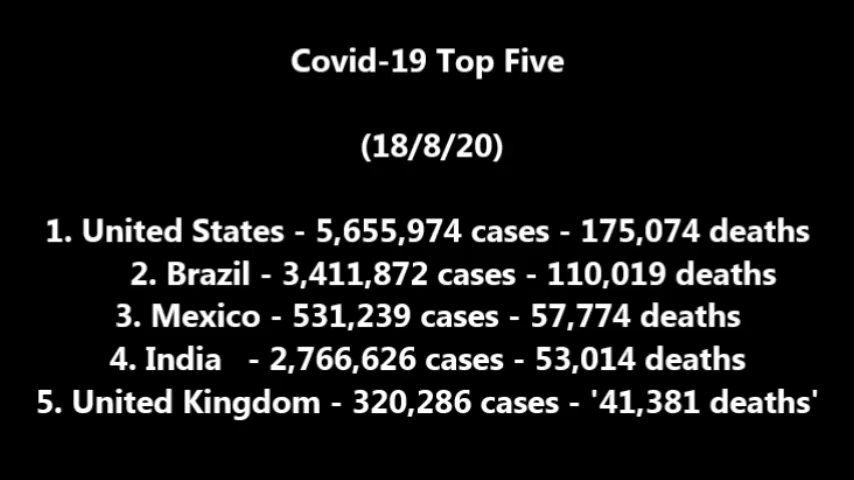 Covid-19 Top Five
(18/8/20)
1. United States - 5,655,974 cases - 175,074 deaths
2. Brazil - 3,411,872 cases - 110,019 deaths
3. Mexico - 531,239 cases - 57,774 deaths
4. India - 2,766,626 cases - 53,014 deaths
5. United Kingdom - 320,286 cases - '41,381 deaths'